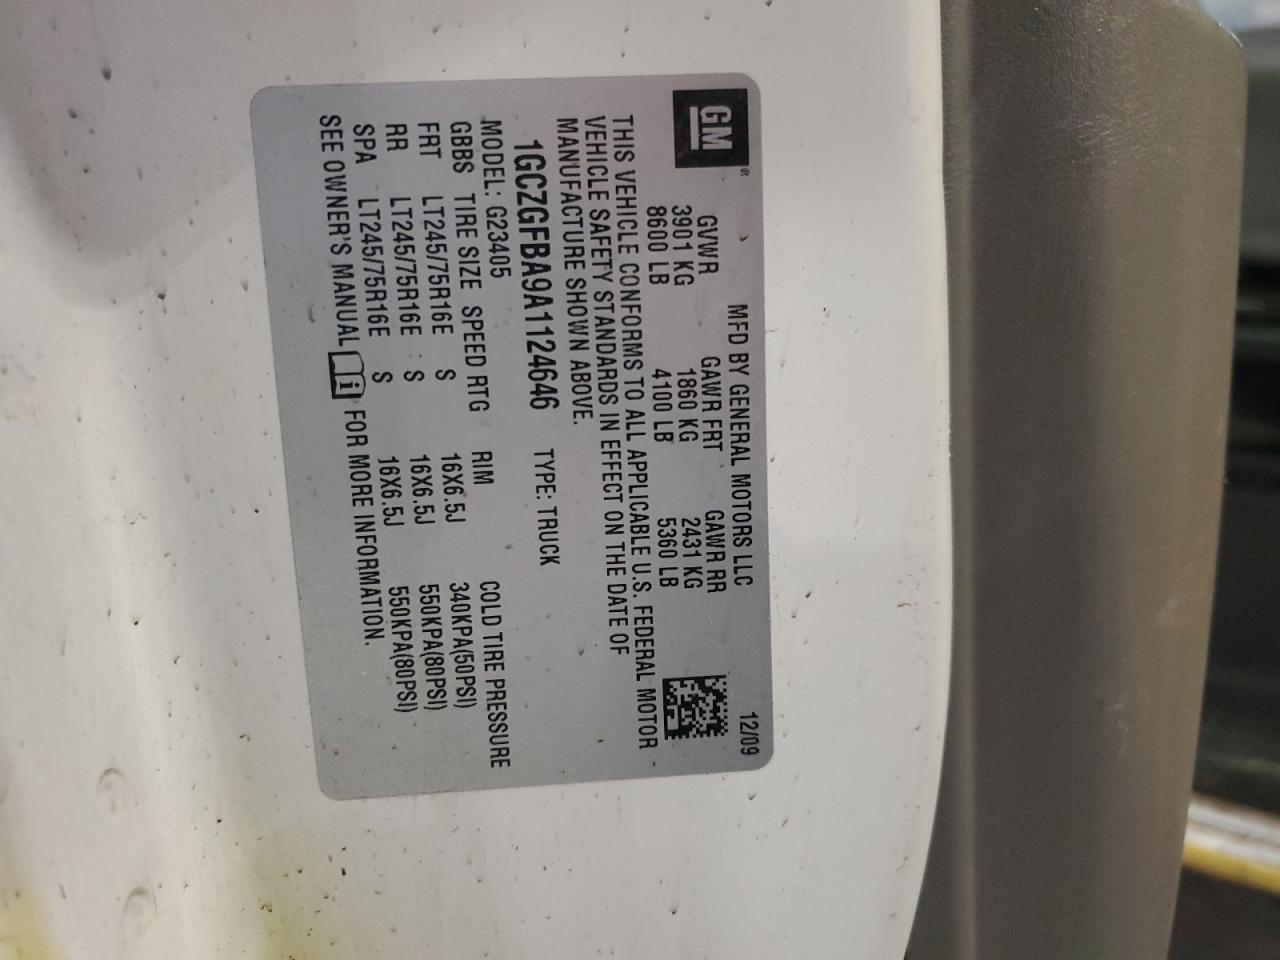 GM
MFD BY GENERAL MOTORS LLC 12/09
GVWR GAWR FRT GAWR RR
3901 KG 1860 KG 2431 KG
8600 LB 4100 LB 5360 LB
THIS VEHICLE CONFORMS TO ALL APPLICABLE U.S. FEDERAL MOTOR
VEHICLE SAFETY STANDARDS IN EFFECT ON THE DATE OF
MANUFACTURE SHOWN ABOVE.
1GCZGFBA9A1124646 TYPE: TRUCK
MODEL: G23405
GBBS TIRE SIZE SPEED RTG RIM COLD TIRE PRESSURE
FRT LT245/75R16E S 16X6.5J 340KPA(50PSI)
RR LT245/75R16E S 16X6.5J 550KPA(80PSI)
SPA LT245/75R16E S 16X6.5J 550KPA(80PSI)
SEE OWNER'S MANUAL i FOR MORE INFORMATION.